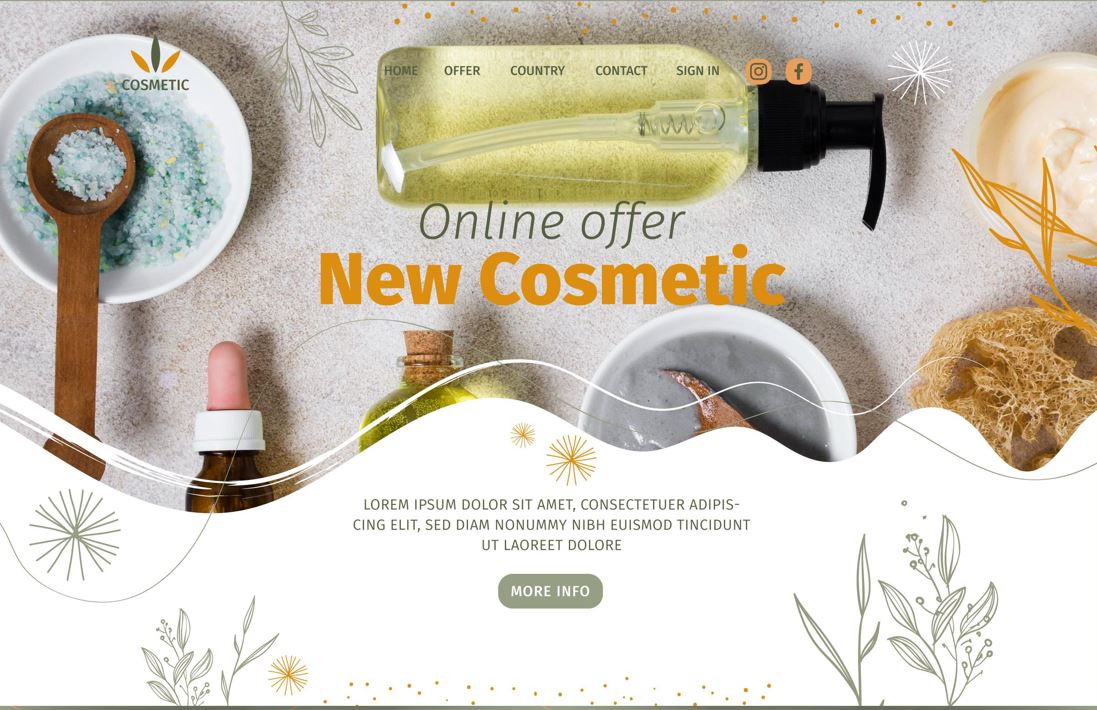 COSMETIC
HOME OFFER COUNTRY CONTACT SIGN IN
Online offer
New Cosmetic
LOREM IPSUM DOLOR SIT AMET, CONSECTETUER ADIPIS-
CING ELIT, SED DIAM NONUMMY NIBH EUISMOD TINCIDUNT
UT LAOREET DOLORE
MORE INFO